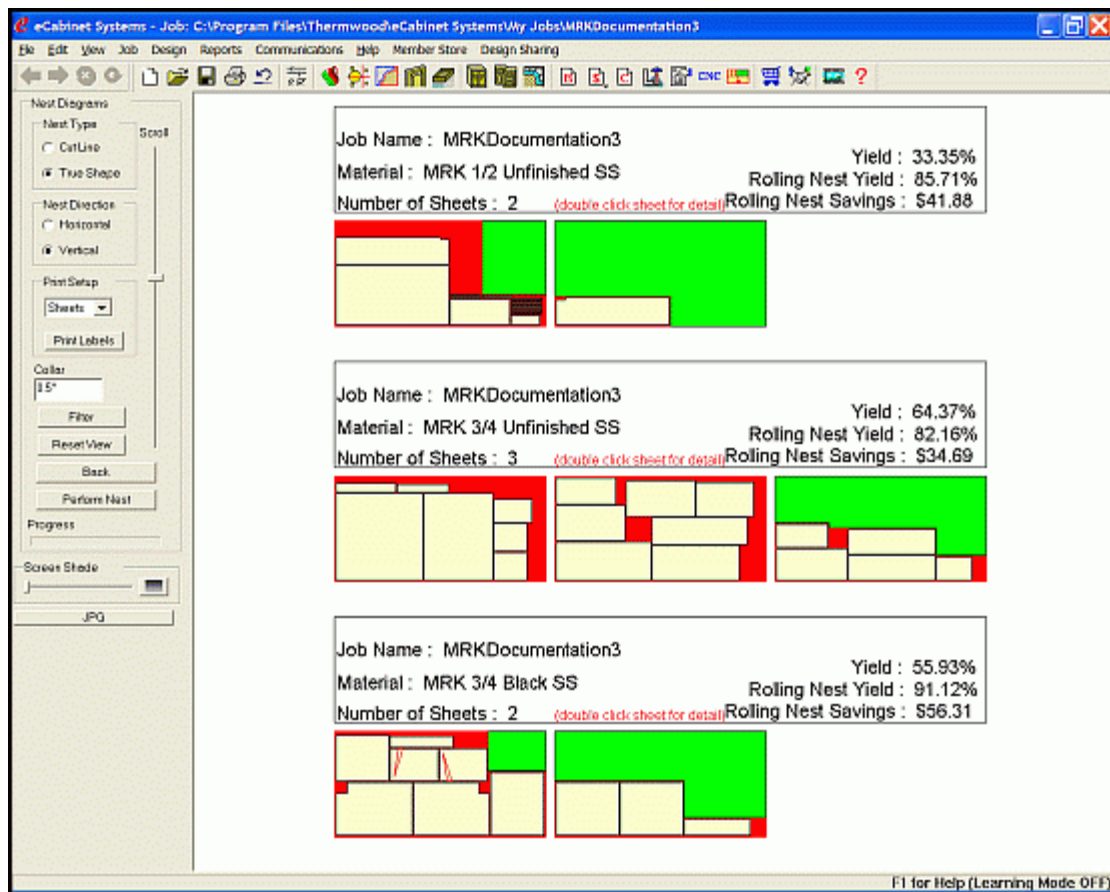 eCabinet Systems - Job: C:\Program Files\Thermwood\eCabinet Systems\My Jobs\MRKDocumentation3
File Edit View Job Design Reports Communications Help Member Store Design Sharing
CNC
Nest Diagrams
Nest Type
CutLine
True Shape
Scroll
Nest Direction
Horizontal
Vertical
Print Setup
Sheets
Print Labels
Collar
Filter
Reset View
Back
Perform Nest
Progress
Screen Shade
JPG
Job Name : MRKDocumentation3
Material : MRK 1/2 Unfinished SS
Number of Sheets : 2
(double click sheet for detail)
Yield : 33.35%
Rolling Nest Yield : 85.71%
Rolling Nest Savings : $41.88
Job Name : MRKDocumentation3
Material : MRK 3/4 Unfinished SS
Number of Sheets : 3
(double click sheet for detail)
Yield : 64.37%
Rolling Nest Yield : 82.16%
Rolling Nest Savings : $34.69
Job Name : MRKDocumentation3
Material : MRK 3/4 Black SS
Number of Sheets : 2
(double click sheet for detail)
Yield : 55.93%
Rolling Nest Yield : 91.12%
Rolling Nest Savings : $56.31
F1 for Help (Learning Mode OFF)